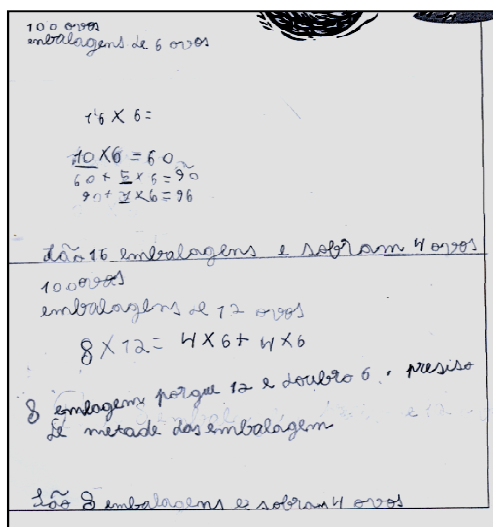 100 ovos
embalagens de 6 ovos
16 X 6 =
10 X 6 = 60
60 + 5 x 6 = 90
90 + 1 X 6 = 96
São 16 embalagens e sobram 4 ovos
100 ovos
embalagens de 12 ovos
8 X 12 = 4 X 6 + 4 X 6
8 emlagem porque 12 e doubro 6. presiso
de metade das embalagem
São 8 embalagens e sobram 4 ovos